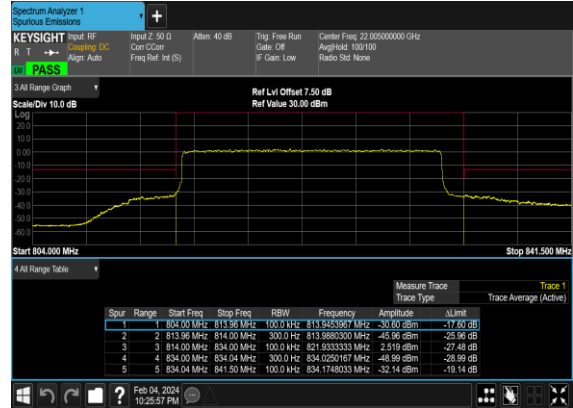 Spectrum Analyzer 1
Spurious Emissions
KEYSIGHT Input: RF Input Z: 50 Ω Atten: 40 dB Trig: Free Run Center Freq: 22.005000000 GHz
R T Coupling: DC Corr CCorr Gate: Off Avg|Hold: 100/100
Align: Auto Freq Ref: Int (S) IF Gain: Low Radio Std: None
PASS
3 All Range Graph
Ref Lvl Offset 7.50 dB
Scale/Div 10.0 dB Ref Value 30.00 dBm
Log
20.0
10.0
0.00
-10.0
-20.0
-30.0
-40.0
-50.0
-60.0
Start 804.000 MHz Stop 841.500 MHz
4 All Range Table
Measure Trace Trace 1
Trace Type Trace Average (Active)
Spur Range Start Freq Stop Freq RBW Frequency Amplitude ΔLimit
1 1 804.00 MHz 813.96 MHz 100.0 kHz 813.9453967 MHz -30.60 dBm -17.60 dB
2 2 813.96 MHz 814.00 MHz 300.0 Hz 813.9880300 MHz -45.96 dBm -25.96 dB
3 3 814.00 MHz 834.00 MHz 100.0 kHz 821.9333333 MHz 2.519 dBm -27.48 dB
4 4 834.00 MHz 834.04 MHz 300.0 Hz 834.0250167 MHz -48.99 dBm -28.99 dB
5 5 834.04 MHz 841.50 MHz 100.0 kHz 834.1748033 MHz -32.14 dBm -19.14 dB
Feb 04, 2024
10:25:57 PM